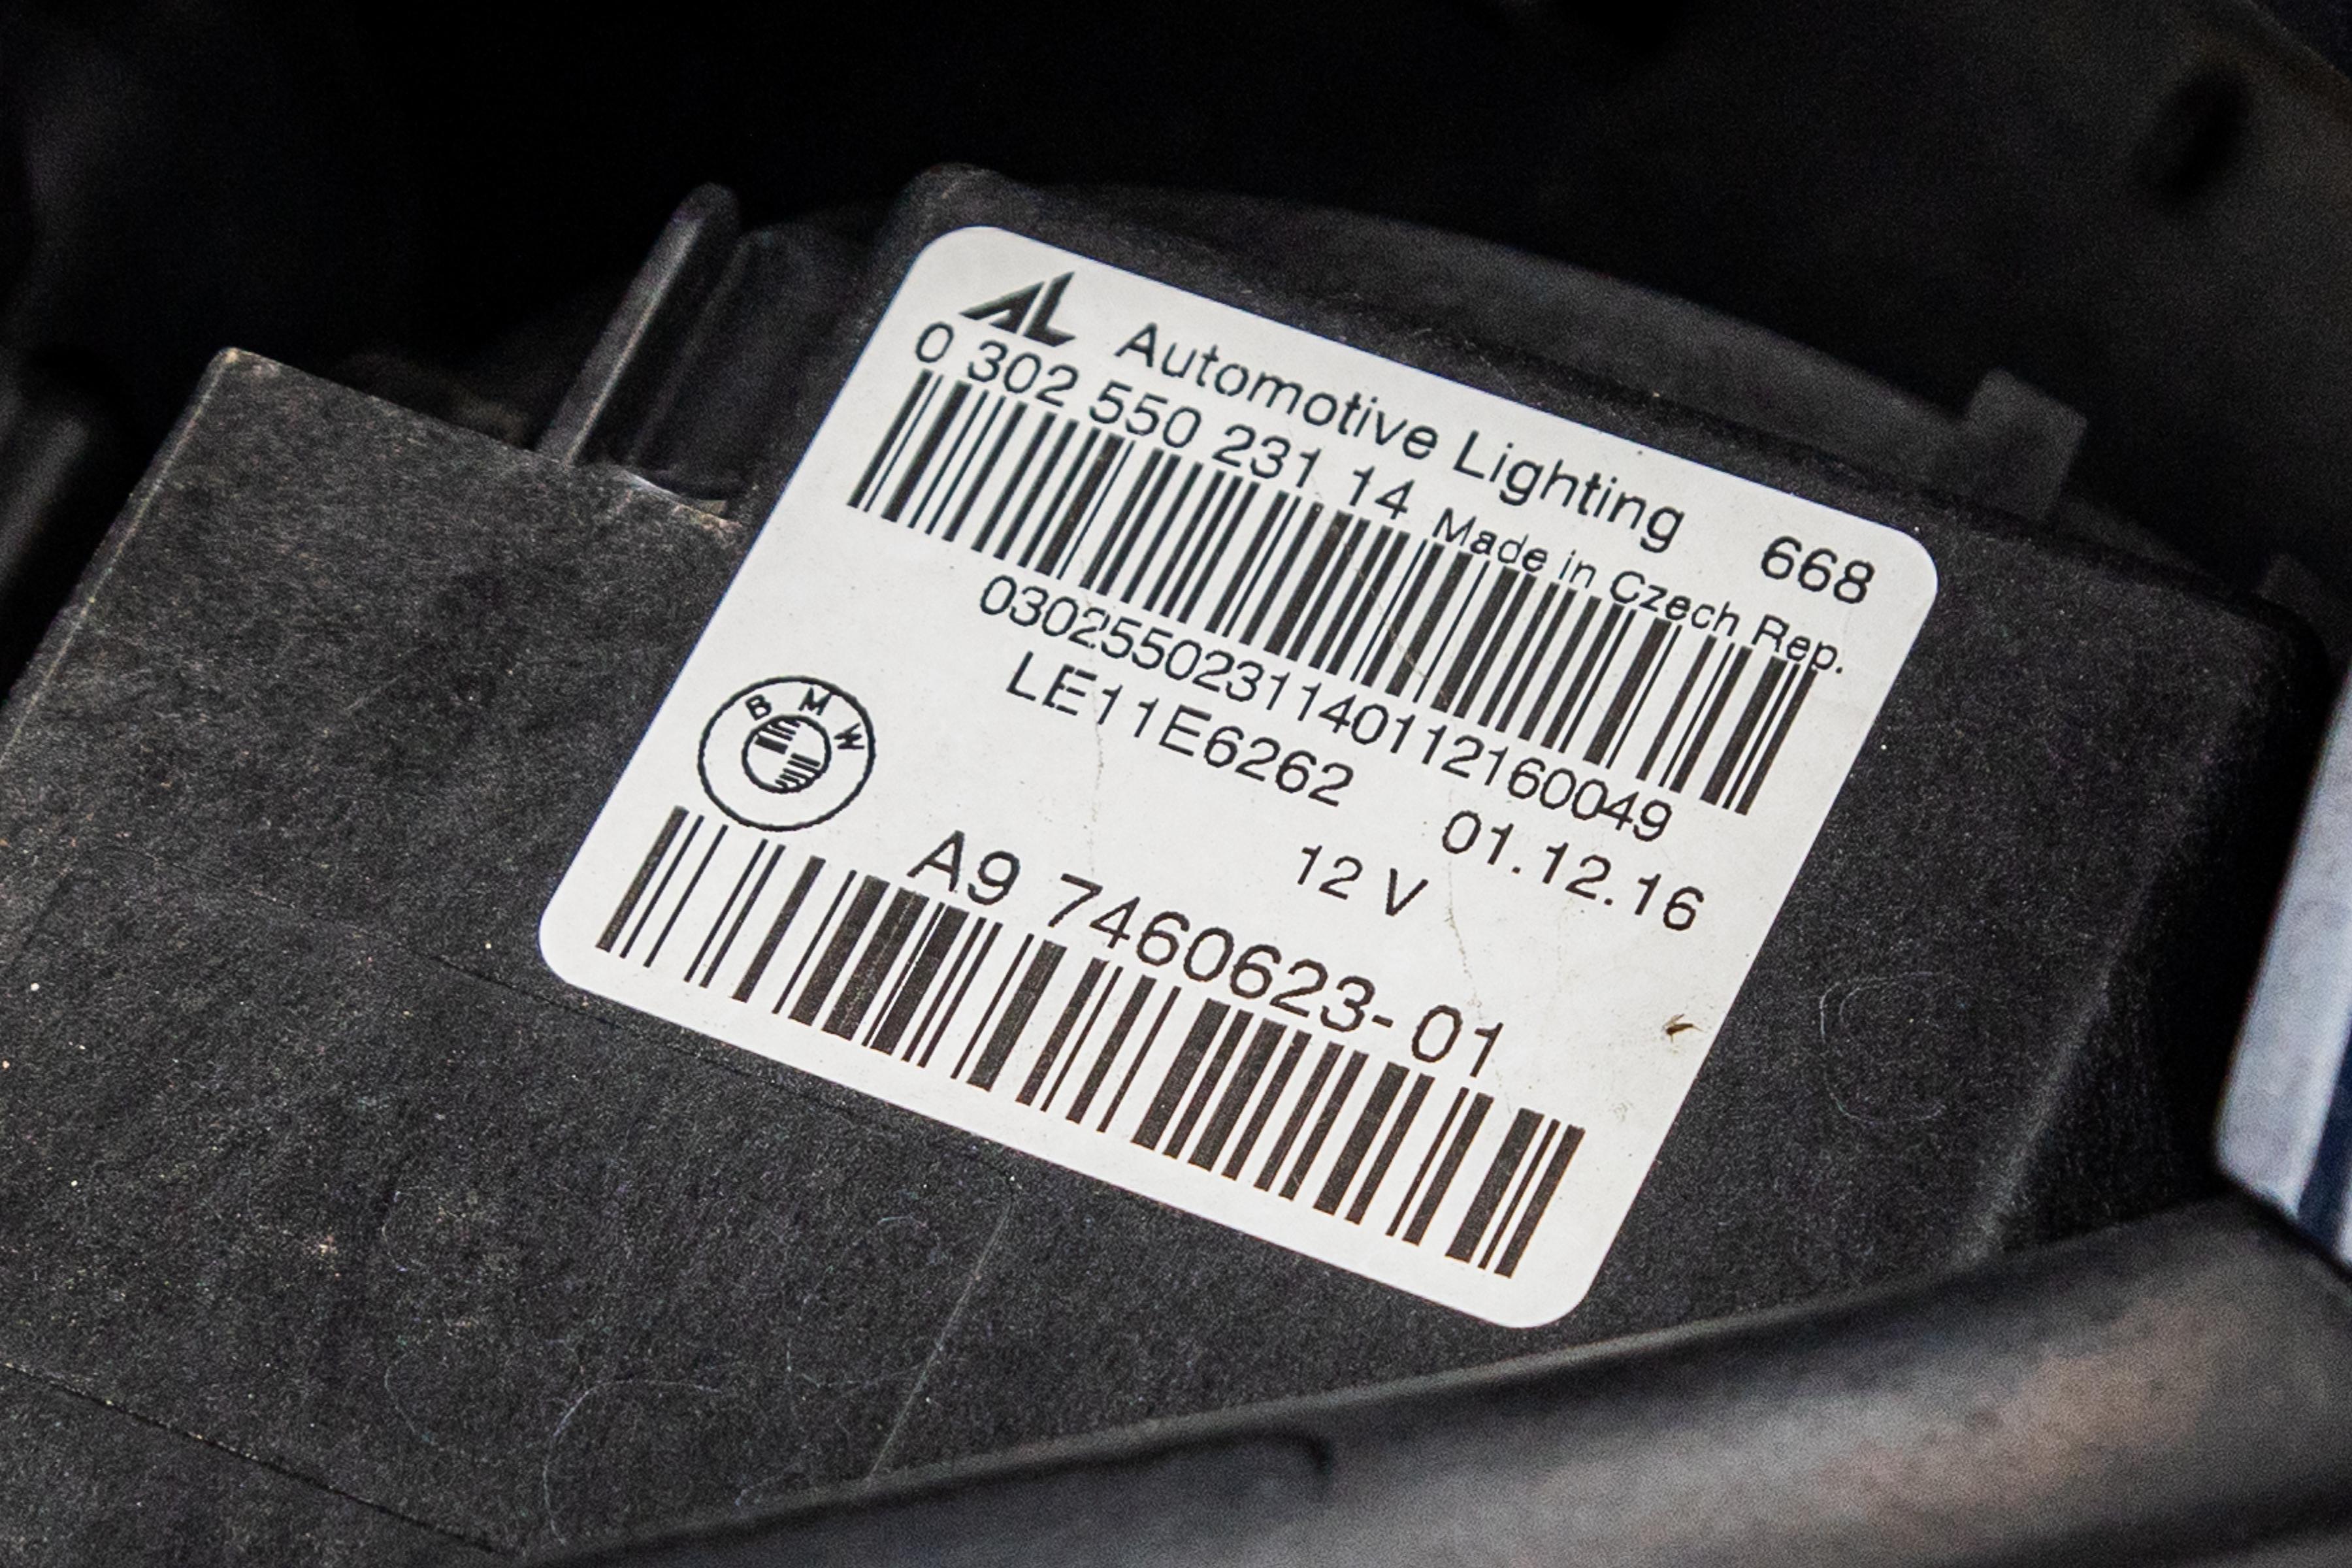 AL Automotive Lighting 668
0 302 550 231 14 Made in Czech Rep.
0302550231140112160049
LE11E6262 01.12.16
12 V
BMW
A9 7460623-01